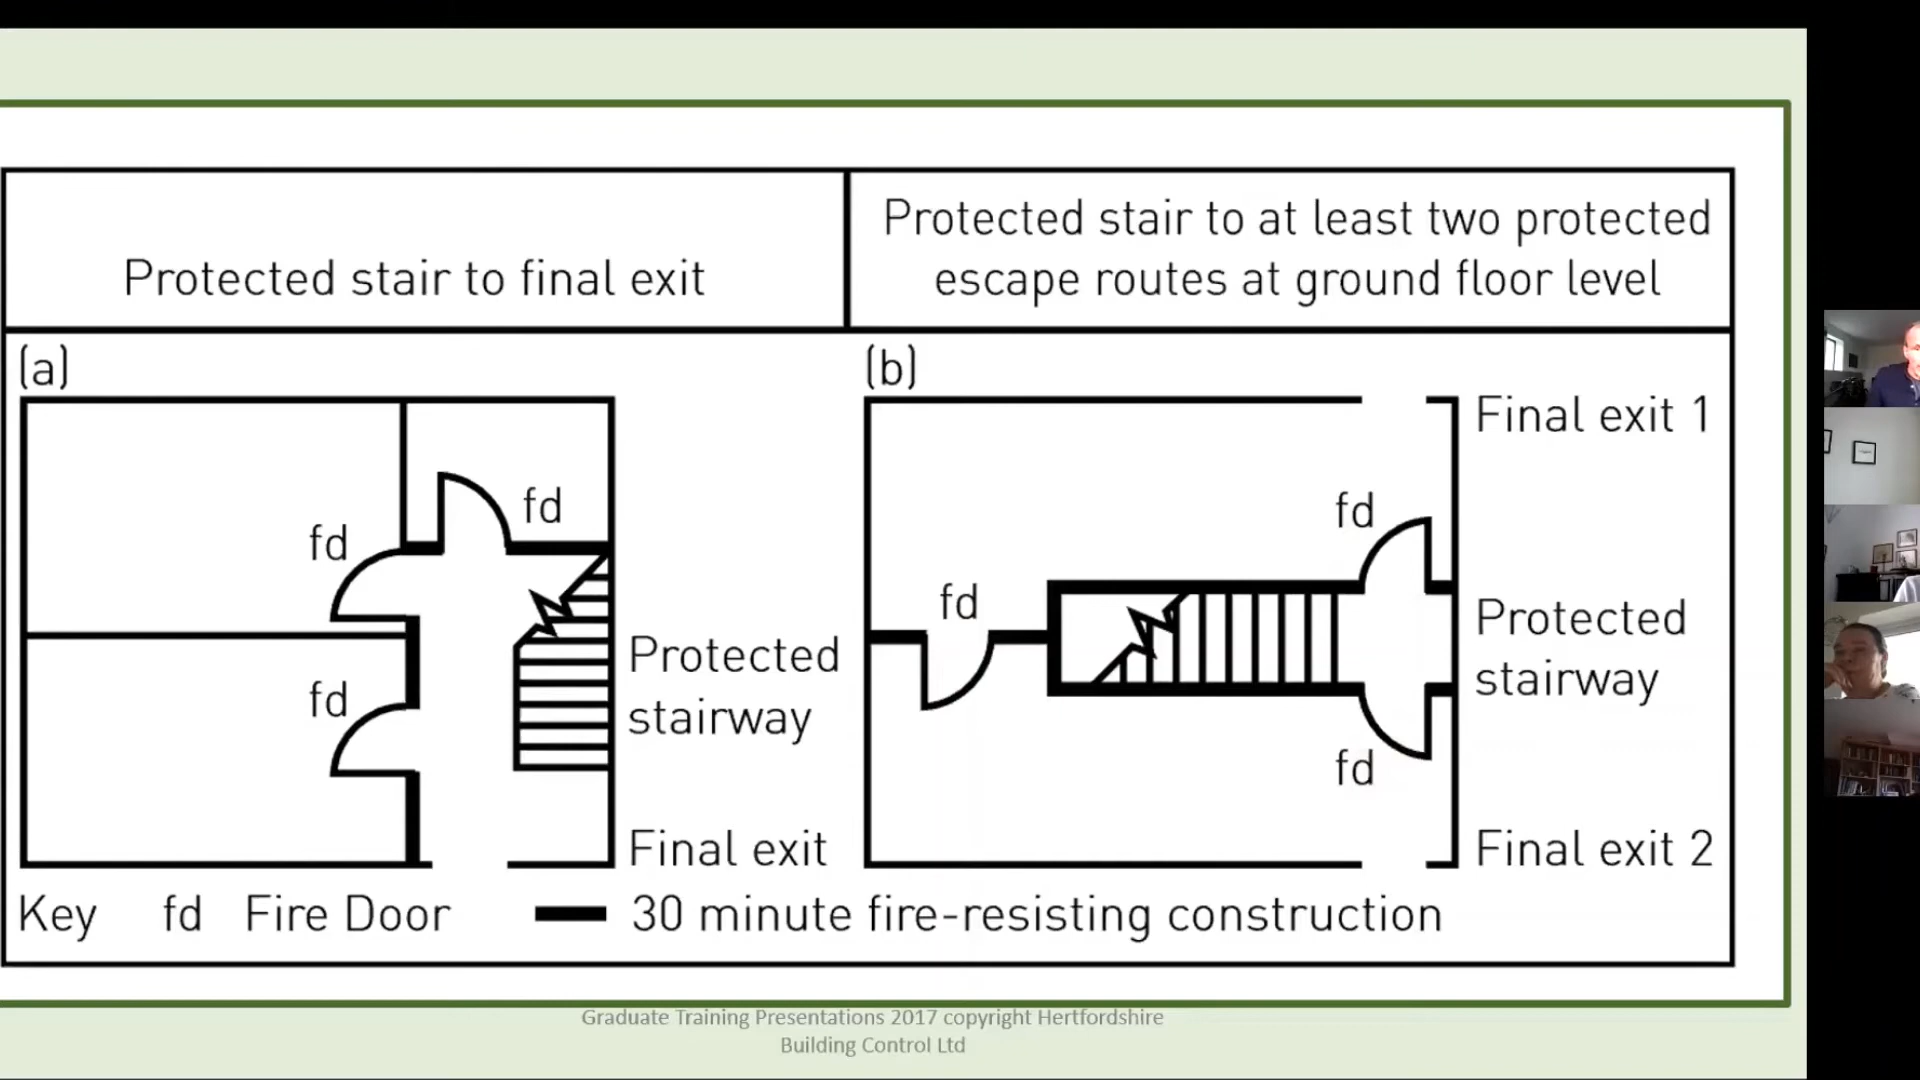 Protected stair to final exit
Protected stair to at least two protected
escape routes at ground floor level
(a)
fd
fd
fd
Protected
stairway
Final exit
(b)
Final exit 1
fd
fd
Protected
stairway
fd
Final exit 2
Key fd Fire Door 30 minute fire-resisting construction
Graduate Training Presentations 2017 copyright Hertfordshire
Building Control Ltd